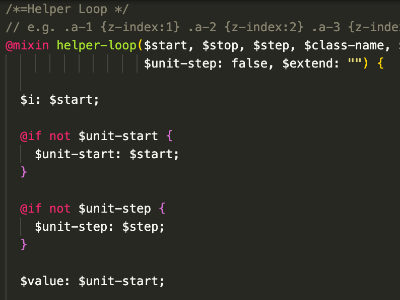 /*=Helper Loop */
// e.g. .a-1 {z-index:1} .a-2 {z-index:2} .a-3 {z-inde
@mixin helper-loop($start, $stop, $step, $class-name,
$unit-step: false, $extend: "") {
$i: $start;
@if not $unit-start {
$unit-start: $start;
}
@if not $unit-step {
$unit-step: $step;
}
$value: $unit-start;